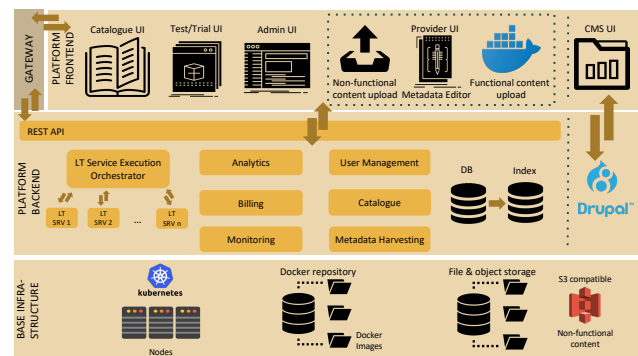 GATEWAY
PLATFORM
FRONTEND
Catalogue UI
Test/Trial UI
Admin UI
Provider UI
CMS UI
Non-functional
content upload
Metadata Editor
Functional content
upload
REST API
PLATFORM
BACKEND
LT Service Execution
Orchestrator
LT
SRV 1
LT
SRV 2
...
LT
SRV n
Analytics
User Management
Billing
Catalogue
Monitoring
Metadata Harvesting
DB
Index
Drupal™
BASE INFRA-
STRUCTURE
kubernetes
Nodes
Docker repository
Docker
Images
File & object storage
S3 compatible
Non-functional
content